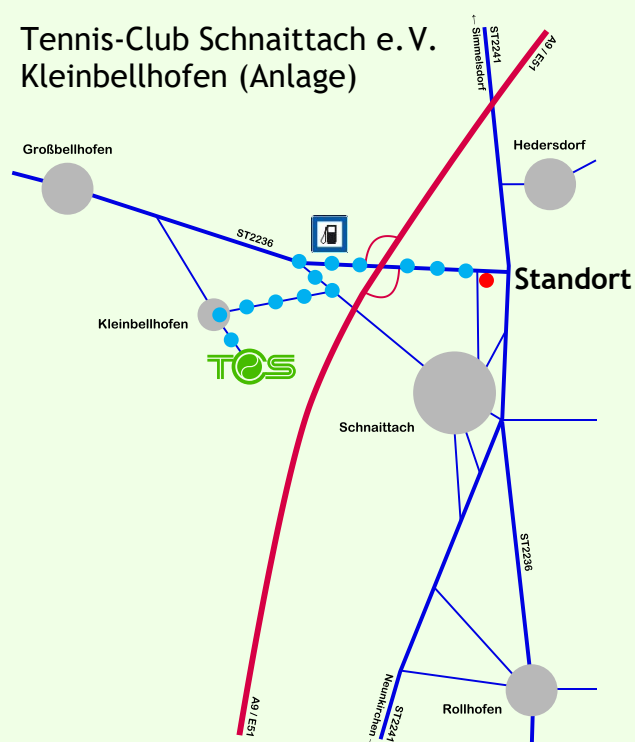 Tennis-Club Schnaittach e. V.
Kleinbellhofen (Anlage)
← Simmelsdorf
ST2241
A9 / E51
Großbellhofen
Hedersdorf
ST2236
Standort
Kleinbellhofen
TCS
Schnaittach
ST2236
A9 / E51
Neunkirchen
ST2241
Rollhofen